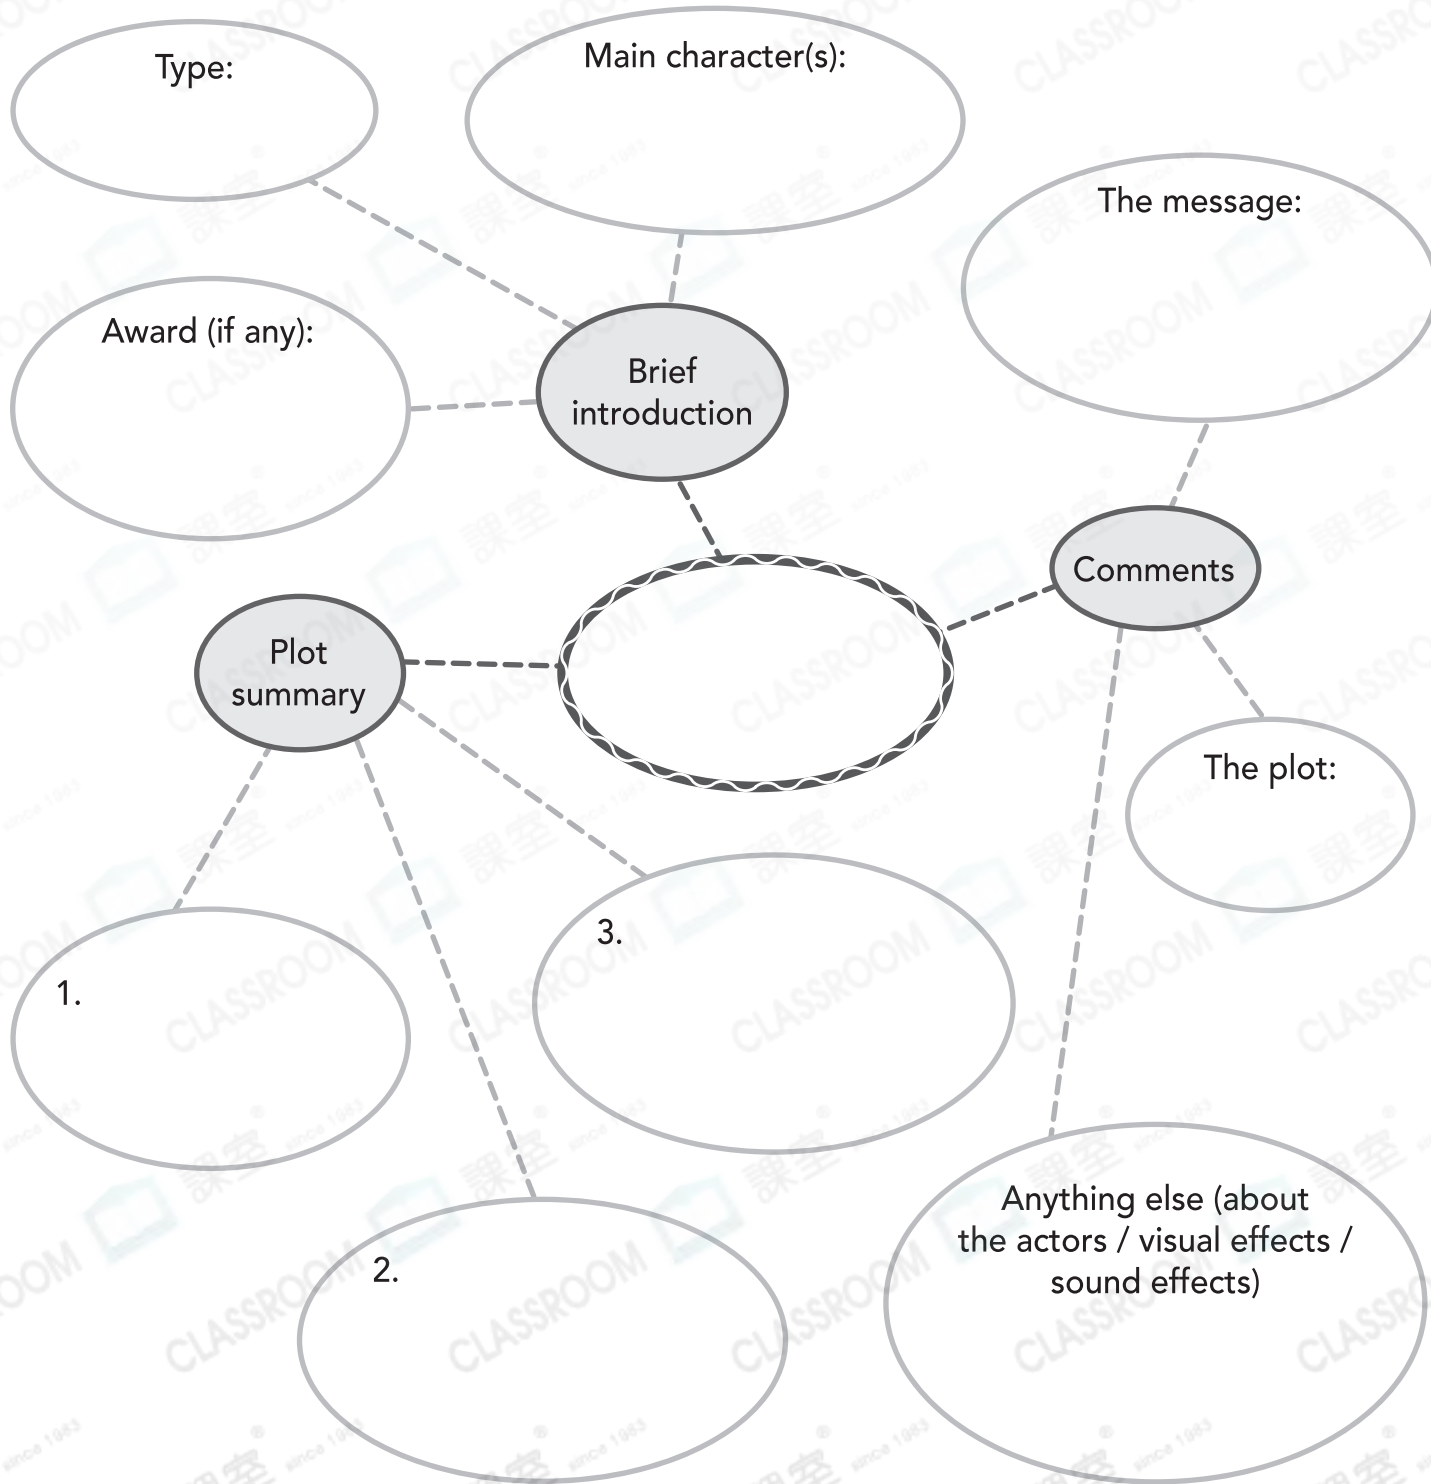 Type:
Main character(s):
The message:
Award (if any):
Brief
introduction
Comments
Plot
summary
The plot:
1.
3.
2.
Anything else (about
the actors / visual effects /
sound effects)
CLASSROOM
課室
since 1983